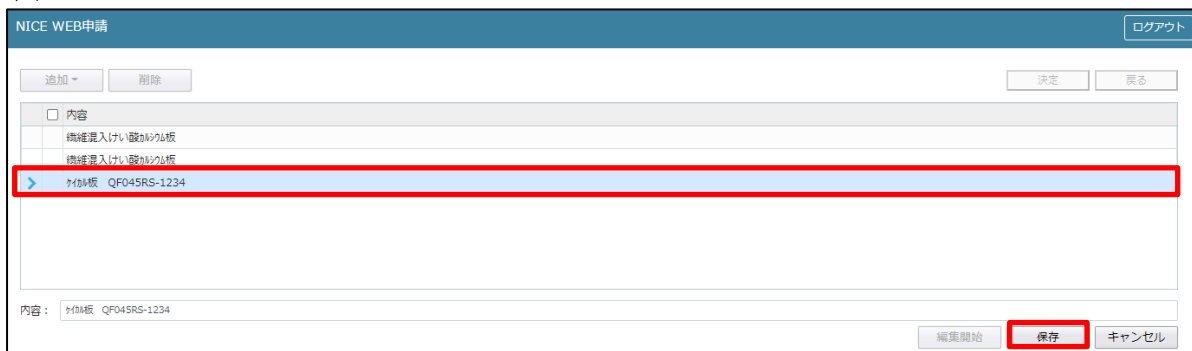 NICE WEB申請 ログアウト
追加 削除 決定 戻る
内容
繊維混入けい酸ｶﾙｼｳﾑ板
繊維混入けい酸ｶﾙｼｳﾑ板
ｹｲｶﾙ板 QF045RS-1234
内容： ｹｲｶﾙ板 QF045RS-1234
編集開始 保存 キャンセル